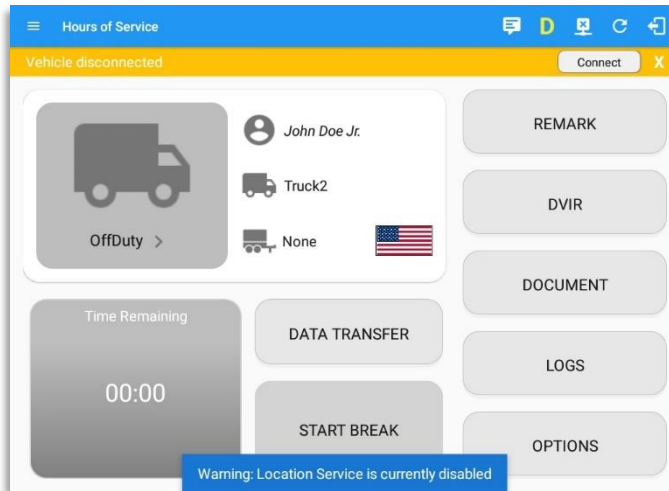 Hours of Service
D
Vehicle disconnected
Connect
X
John Doe Jr.
Truck2
OffDuty >
None
REMARK
DVIR
DOCUMENT
LOGS
OPTIONS
Time Remaining
00:00
DATA TRANSFER
START BREAK
Warning: Location Service is currently disabled